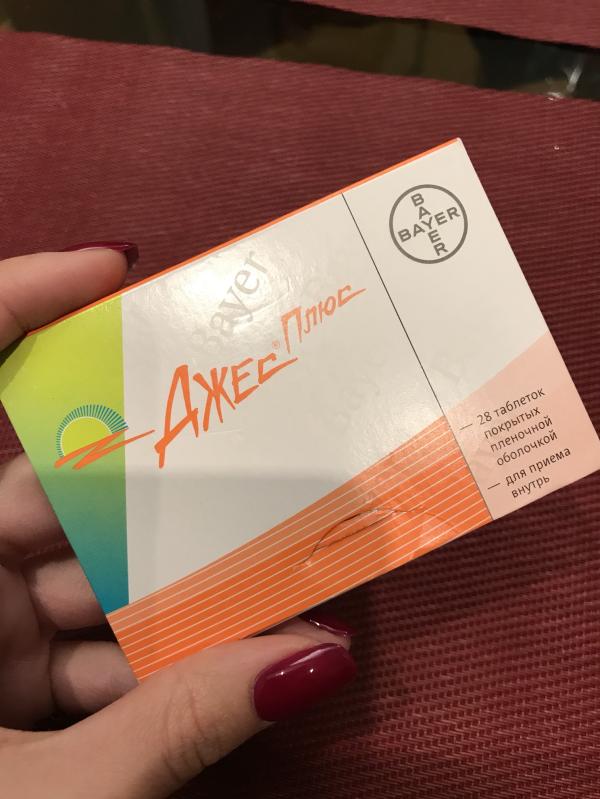 BAYER
BAYER
Bayer
Джес® Плюс
— 28 таблеток
покрытых
пленочной
оболочкой
— для приема
внутрь